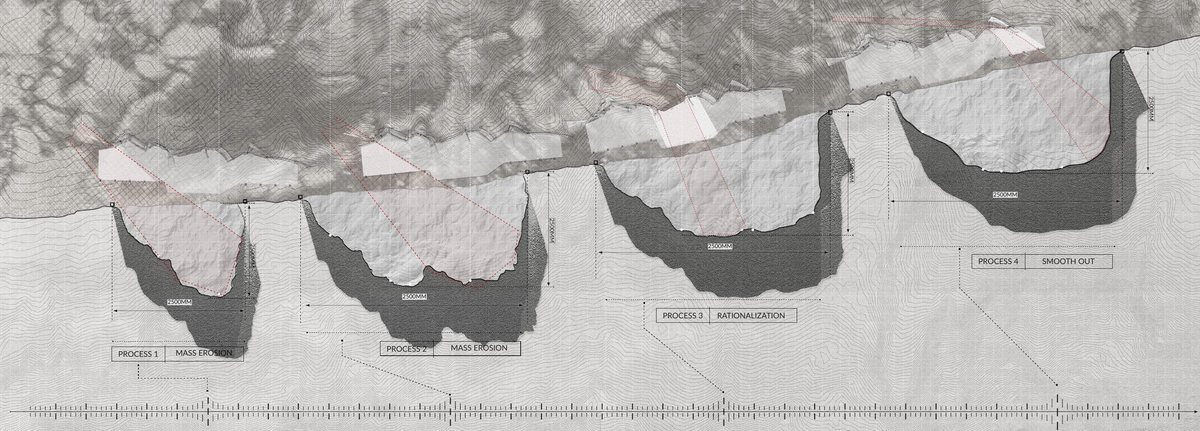 2500MM
2500MM
2500MM
2500MM
2500MM
2500MM
PROCESS 4 SMOOTH OUT
PROCESS 3 RATIONALIZATION
PROCESS 2 MASS EROSION
PROCESS 1 MASS EROSION